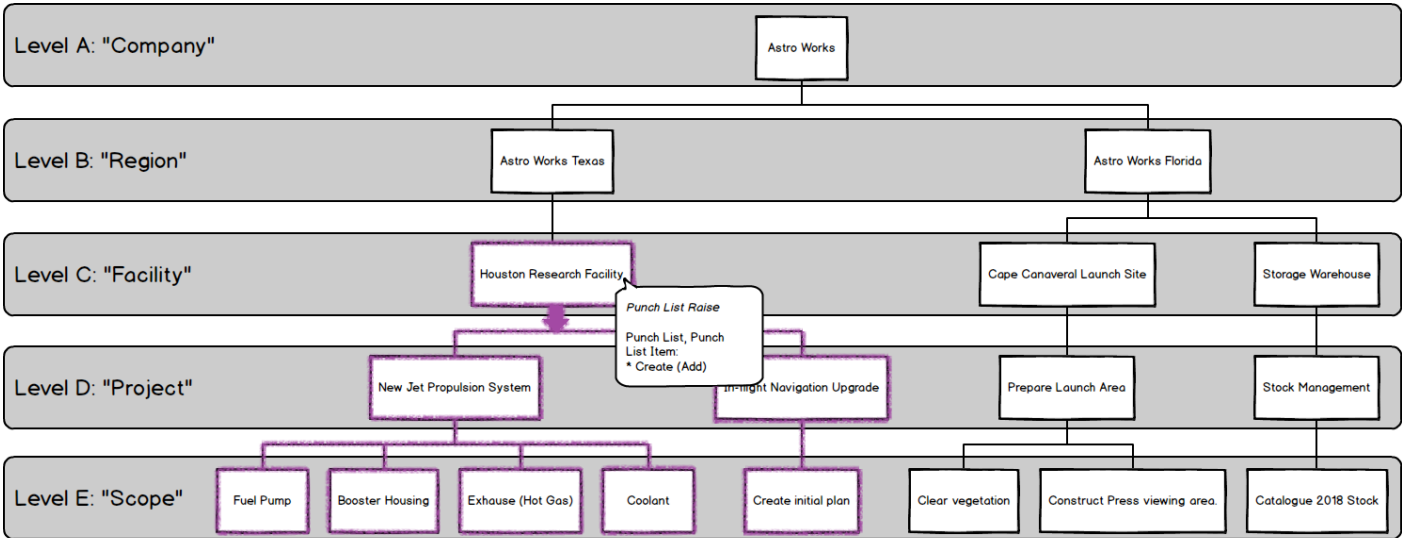 Level A: "Company"
Astro Works
Level B: "Region"
Astro Works Texas
Astro Works Florida
Level C: "Facility"
Houston Research Facility
Cape Canaveral Launch Site
Storage Warehouse
Punch List Raise
Punch List, Punch
List Item:
* Create (Add)
Level D: "Project"
New Jet Propulsion System
In-flight Navigation Upgrade
Prepare Launch Area
Stock Management
Level E: "Scope"
Fuel Pump
Booster Housing
Exhause (Hot Gas)
Coolant
Create initial plan
Clear vegetation
Construct Press viewing area.
Catalogue 2018 Stock